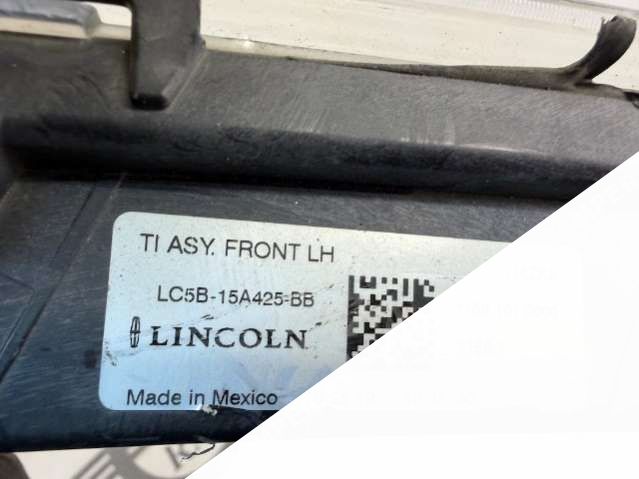 TI ASY. FRONT LH
LC5B-15A425-BB
LINCOLN
Made in Mexico